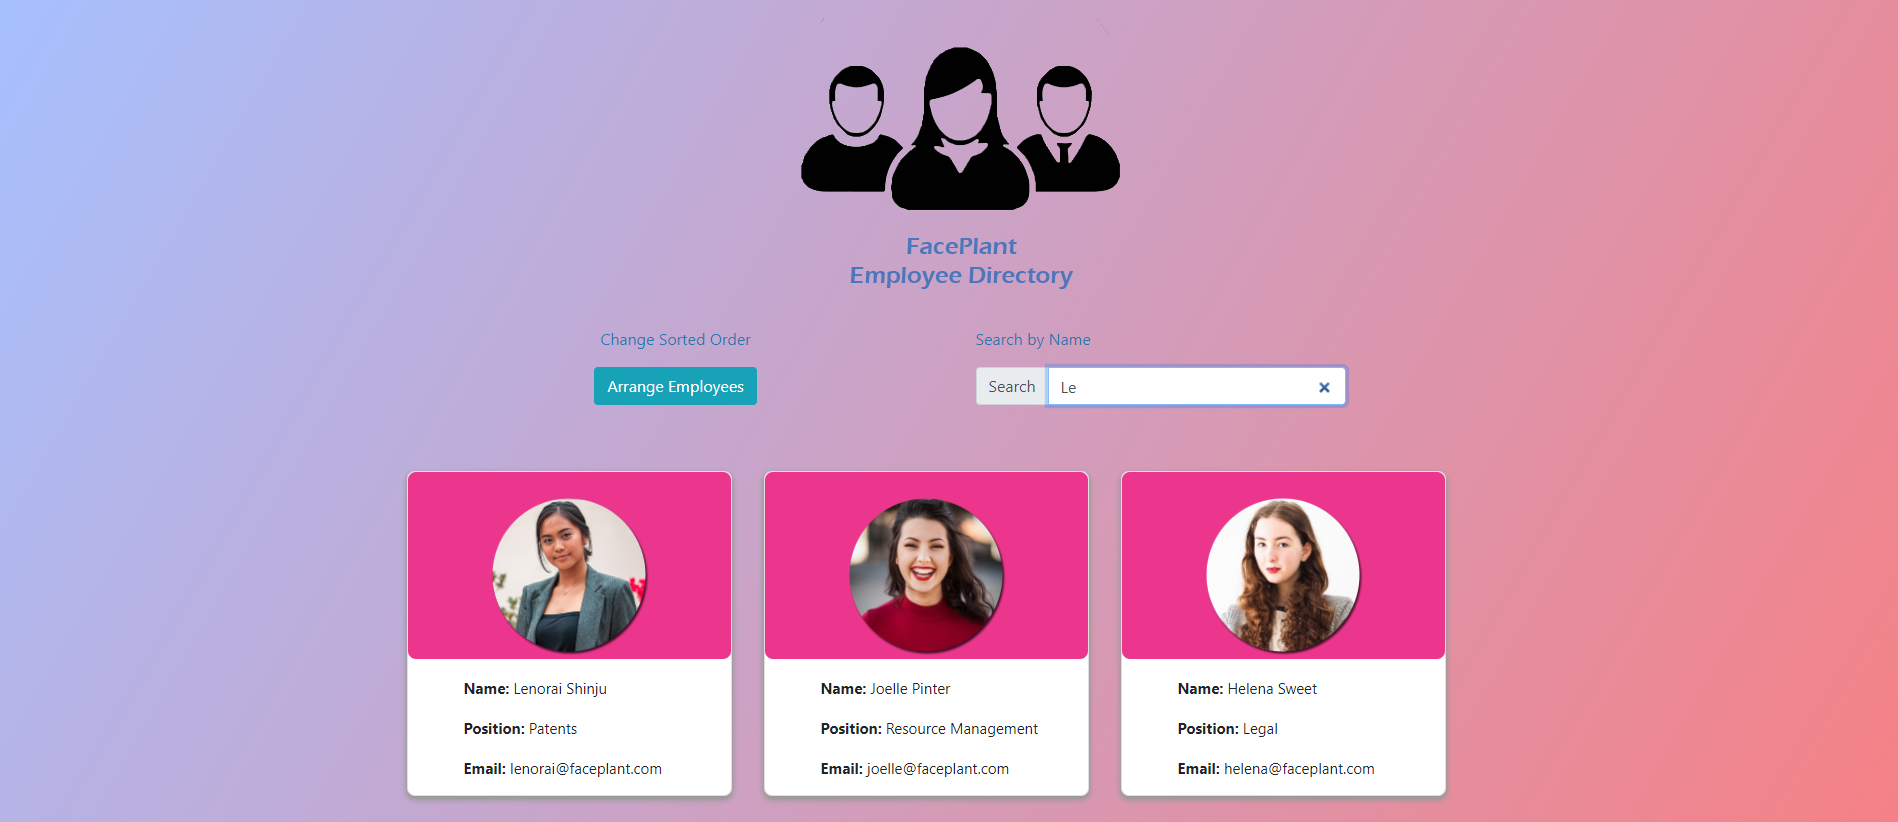 FacePlant
Employee Directory
Change Sorted Order
Search by Name
Arrange Employees
Search
Le
Name: Lenorai Shinju
Position: Patents
Email: lenorai@faceplant.com
Name: Joelle Pinter
Position: Resource Management
Email: joelle@faceplant.com
Name: Helena Sweet
Position: Legal
Email: helena@faceplant.com